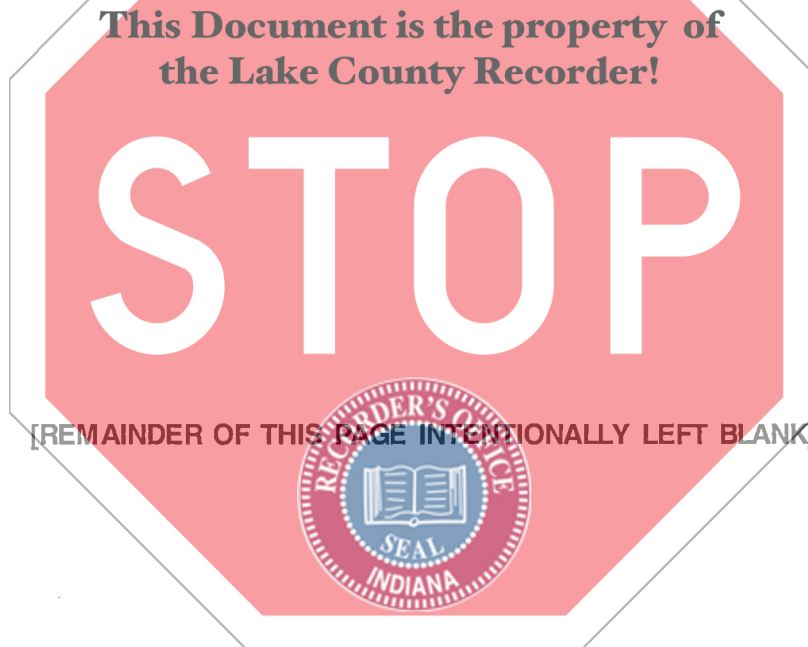 This Document is the property of
the Lake County Recorder!
STOP
[REMAINDER OF THIS PAGE INTENTIONALLY LEFT BLANK]
RECORDER'S OFFICE
SEAL
INDIANA